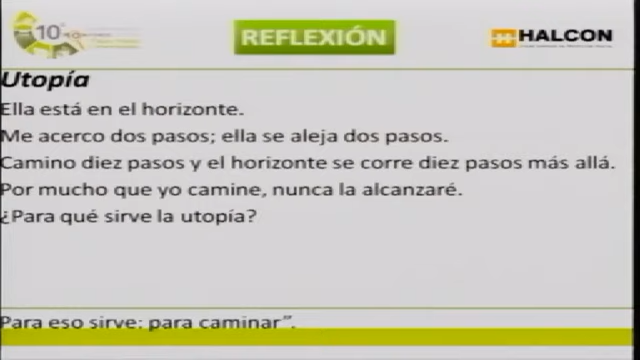 10°
REFLEXIÓN
HALCON
Utopía
Ella está en el horizonte.
Me acerco dos pasos; ella se aleja dos pasos.
Camino diez pasos y el horizonte se corre diez pasos más allá.
Por mucho que yo camine, nunca la alcanzaré.
¿Para qué sirve la utopía?
Para eso sirve: para caminar”.